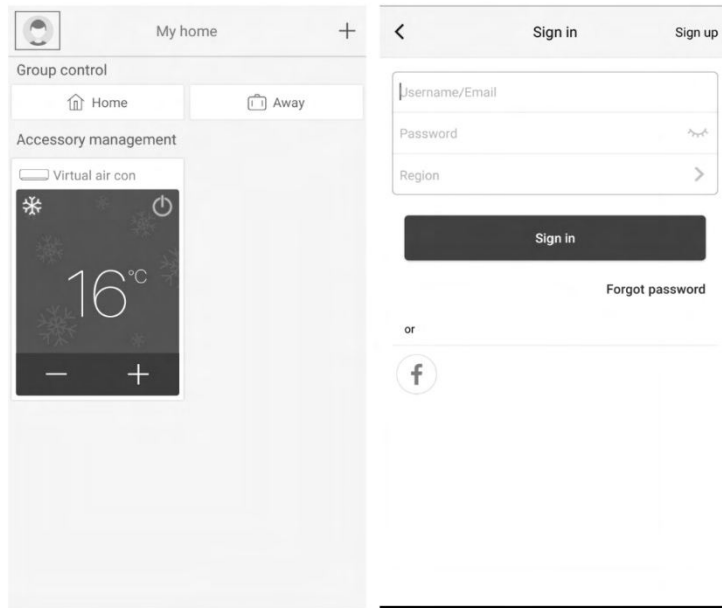 My home
+
Group control
Home
Away
Accessory management
Virtual air con
16°C
− +
Sign in
Sign up
Username/Email
Password
Region
Sign in
Forgot password
or
f